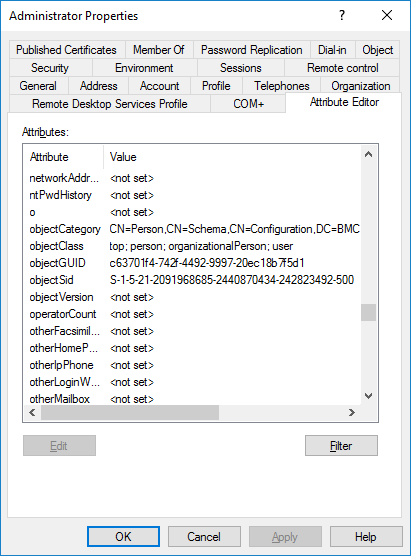 Administrator Properties ? ×
Published Certificates Member Of Password Replication Dial-in Object
Security Environment Sessions Remote control
General Address Account Profile Telephones Organization
Remote Desktop Services Profile COM+ Attribute Editor
Attributes:
Attribute Value
networkAddr... <not set>
ntPwdHistory <not set>
o <not set>
objectCategory CN=Person,CN=Schema,CN=Configuration,DC=BMC
objectClass top; person; organizationalPerson; user
objectGUID c63701f4-742f-4492-9997-20ec18b7f5d1
objectSid S-1-5-21-2091968685-2440870434-242823492-500
objectVersion <not set>
operatorCount <not set>
otherFacsimil... <not set>
otherHomeP... <not set>
otherIpPhone <not set>
otherLoginW... <not set>
otherMailbox <not set>
Edit Filter
OK Cancel Apply Help